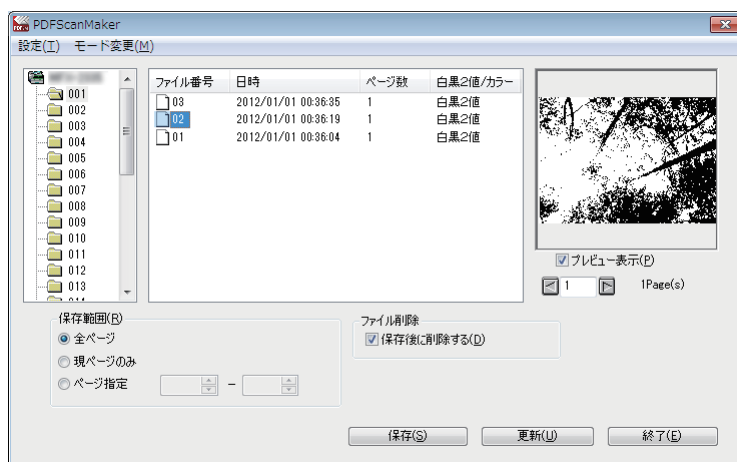 PDFScanMaker
設定(T) モード変更(M)
001
002
003
004
005
006
007
008
009
010
011
012
013
014
ファイル番号 日時 ページ数 白黒2値/カラー
03 2012/01/01 00:36:35 1 白黒2値
02 2012/01/01 00:36:19 1 白黒2値
01 2012/01/01 00:36:04 1 白黒2値
プレビュー表示(P)
1 1Page(s)
保存範囲(R)
全ページ
現ページのみ
ページ指定 －
ファイル削除
保存後に削除する(D)
保存(S) 更新(U) 終了(E)